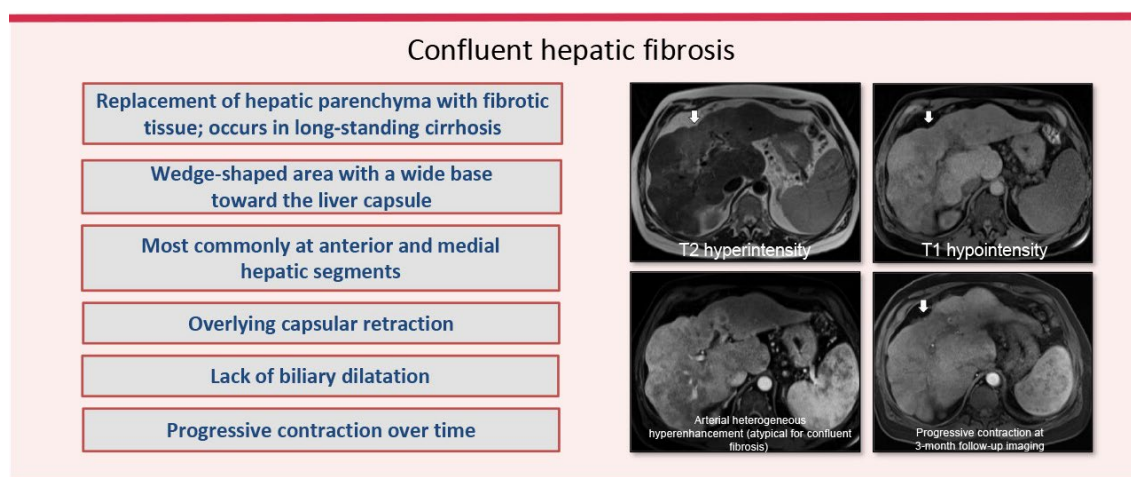 Confluent hepatic fibrosis
Replacement of hepatic parenchyma with fibrotic
tissue; occurs in long-standing cirrhosis
Wedge-shaped area with a wide base
toward the liver capsule
Most commonly at anterior and medial
hepatic segments
Overlying capsular retraction
Lack of biliary dilatation
Progressive contraction over time
T2 hyperintensity
T1 hypointensity
Arterial heterogeneous
hyperenhancement (atypical for confluent
fibrosis)
Progressive contraction at
3-month follow-up imaging